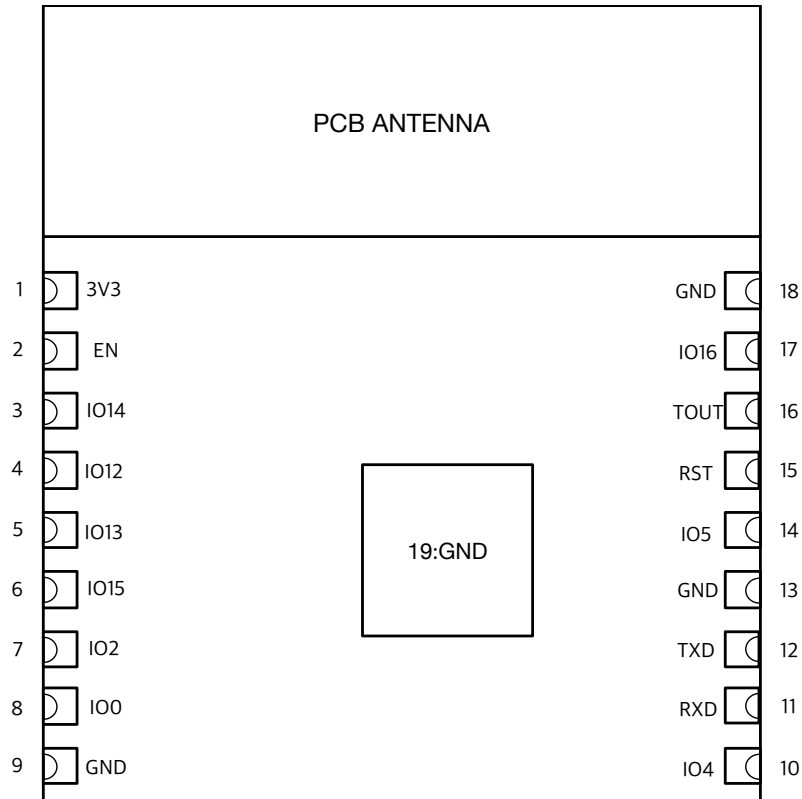 PCB ANTENNA
1 3V3 GND 18
2 EN IO16 17
3 IO14 TOUT 16
4 IO12 RST 15
5 IO13 IO5 14
19:GND
6 IO15 GND 13
7 IO2 TXD 12
8 IO0 RXD 11
9 GND IO4 10